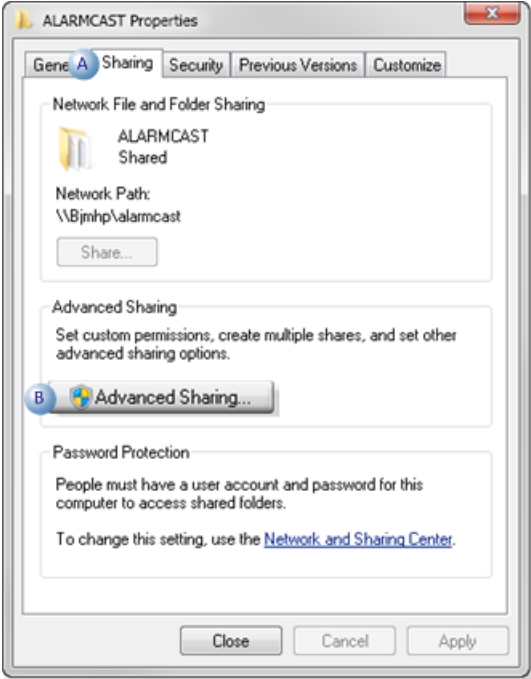 ALARMCAST Properties
Gene A Sharing Security Previous Versions Customize
Network File and Folder Sharing
ALARMCAST
Shared
Network Path:
\\Bjmhp\alarmcast
Share...
Advanced Sharing
Set custom permissions, create multiple shares, and set other
advanced sharing options.
B Advanced Sharing...
Password Protection
People must have a user account and password for this
computer to access shared folders.
To change this setting, use the Network and Sharing Center.
Close Cancel Apply